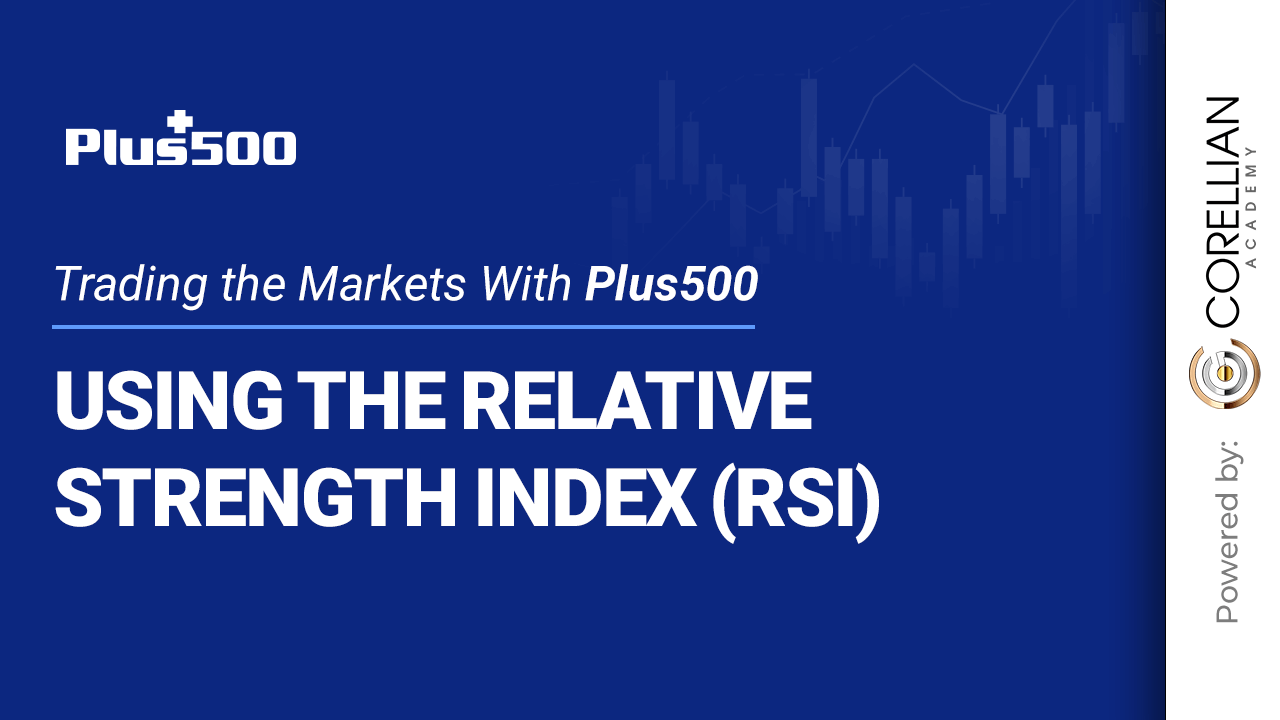 Plus500
Trading the Markets With Plus500
USING THE RELATIVE
STRENGTH INDEX (RSI)
Powered by:
CORELLIAN
ACADEMY